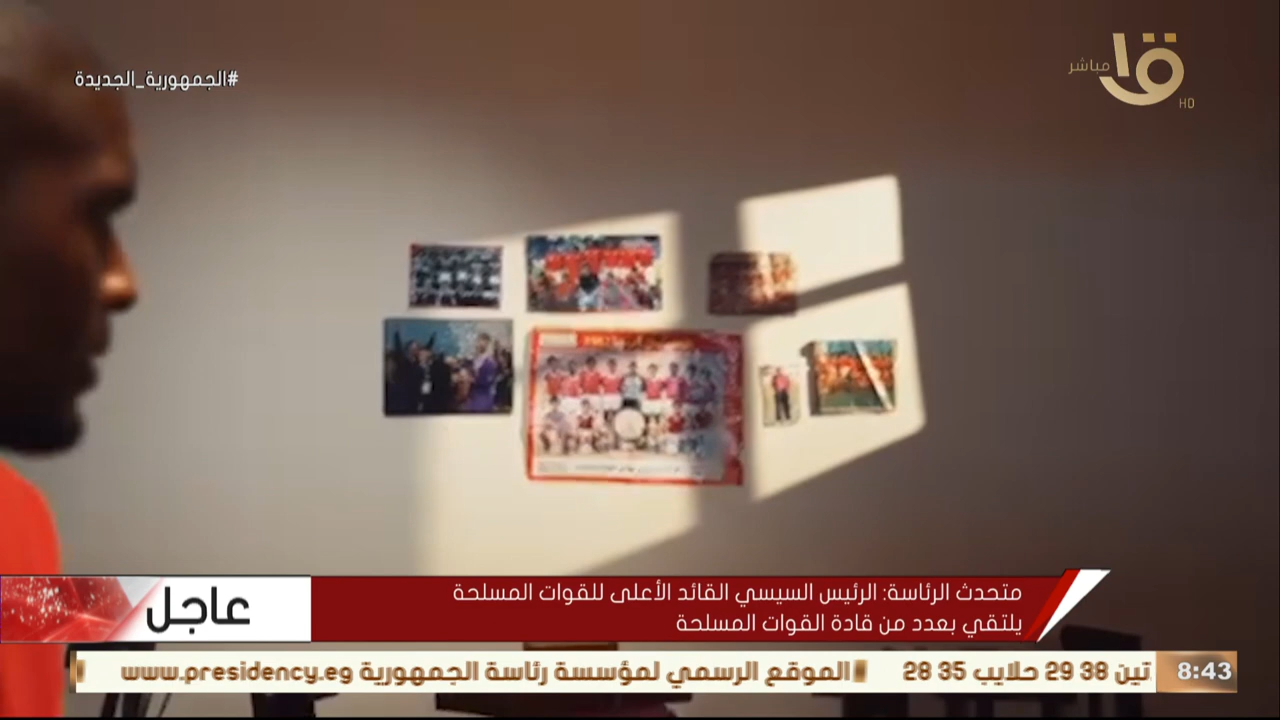 #الجمهورية_الجديدة
مباشر
HD
متحدث الرئاسة: الرئيس السيسي القائد الأعلى للقوات المسلحة
يلتقي بعدد من قادة القوات المسلحة
عاجل
8:43
تين 38 29 حلايب 35 28 الموقع الرسمي لمؤسسة رئاسة الجمهورية www.presidency.eg